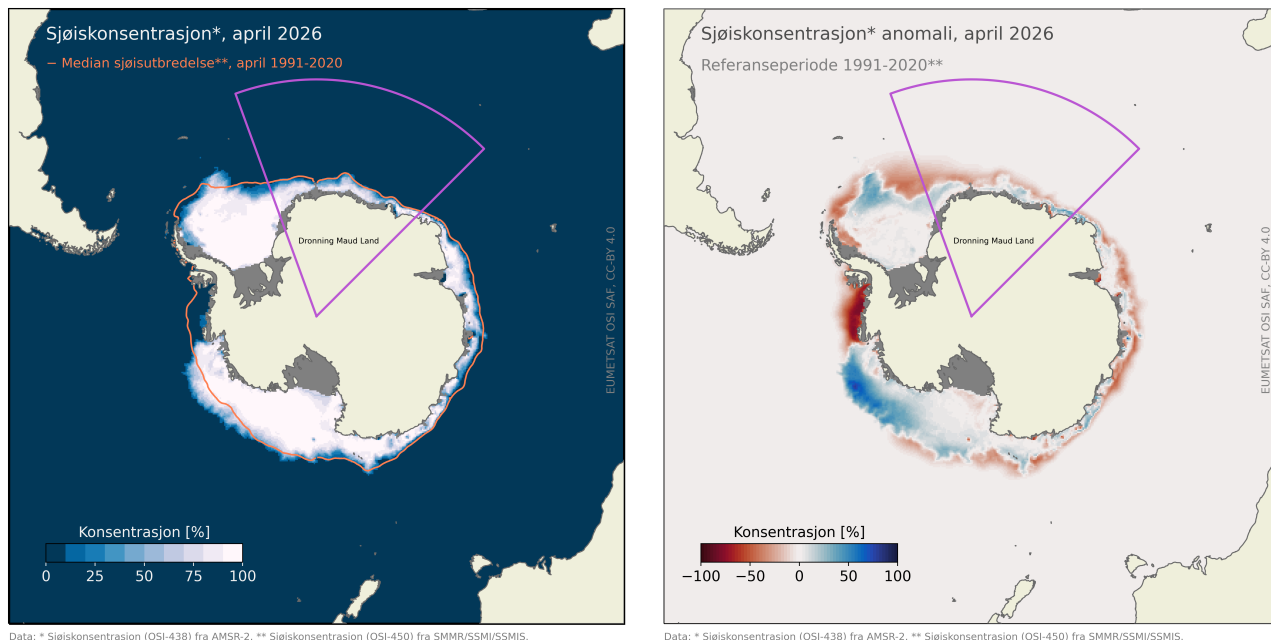 Sjøiskonsentrasjon*, april 2026
− Median sjøisutbredelse**, april 1991-2020
Dronning Maud Land
EUMETSAT OSI SAF, CC-BY 4.0
Konsentrasjon [%]
0 25 50 75 100
Data: * Sjøiskonsentrasjon (OSI-438) fra AMSR-2. ** Sjøiskonsentrasjon (OSI-450) fra SMMR/SSMI/SSMIS.
Sjøiskonsentrasjon* anomali, april 2026
Referanseperiode 1991-2020**
Dronning Maud Land
EUMETSAT OSI SAF, CC-BY 4.0
Konsentrasjon [%]
−100 −50 0 50 100
Data: * Sjøiskonsentrasjon (OSI-438) fra AMSR-2. ** Sjøiskonsentrasjon (OSI-450) fra SMMR/SSMI/SSMIS.